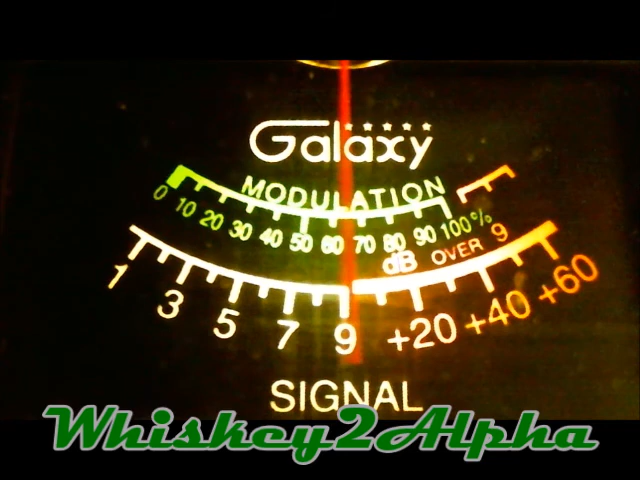 Galaxy
MODULATION
0 10 20 30 40 50 60 70 80 90 100%
dB OVER 9
1 3 5 7 9 +20 +40 +60
SIGNAL
Whiskey2Alpha